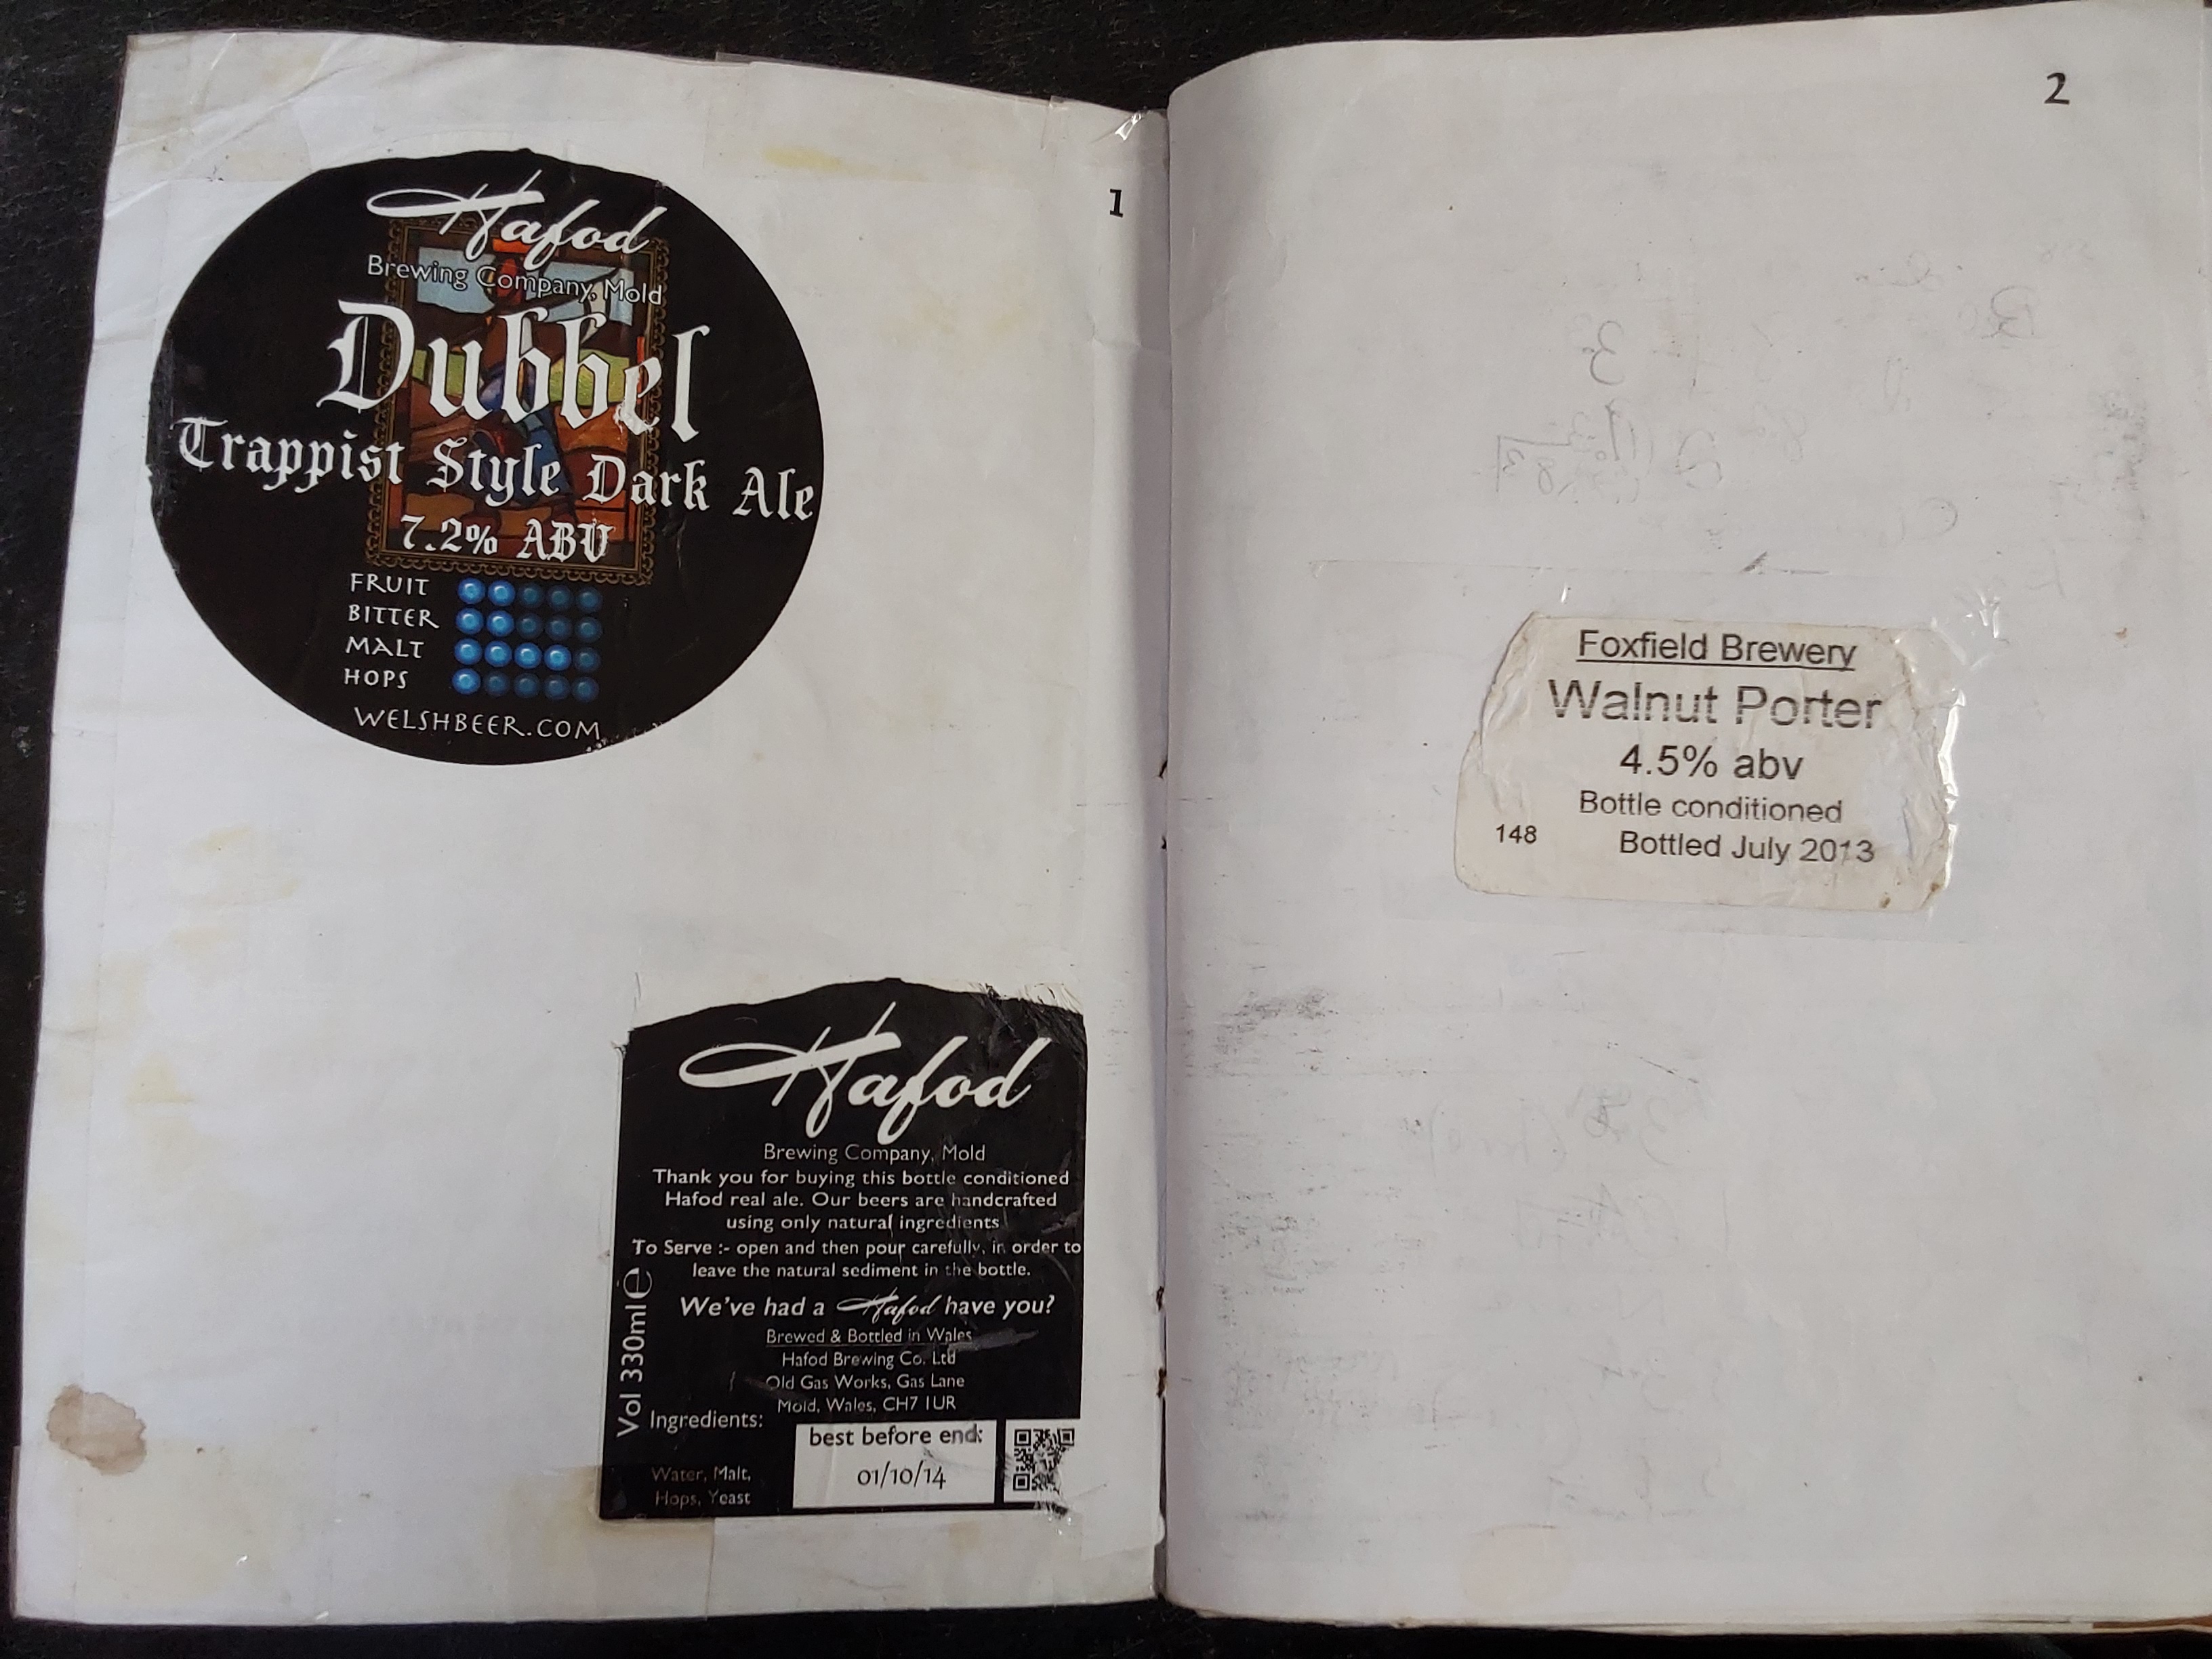 1
Hafod
Brewing Company, Mold
Dubbel
Trappist Style Dark Ale
7.2% ABV
FRUIT
BITTER
MALT
HOPS
WELSHBEER.COM
Hafod
Brewing Company, Mold
Thank you for buying this bottle conditioned
Hafod real ale. Our beers are handcrafted
using only natural ingredients
To Serve :- open and then pour carefully, in order to
leave the natural sediment in the bottle.
We've had a Hafod have you?
Brewed & Bottled in Wales
Hafod Brewing Co. Ltd
Old Gas Works, Gas Lane
Mold, Wales, CH7 1UR
Vol 330ml e
Ingredients:
Water, Malt,
Hops, Yeast
best before end:
01/10/14
2
Foxfield Brewery
Walnut Porter
4.5% abv
Bottle conditioned
148 Bottled July 2013